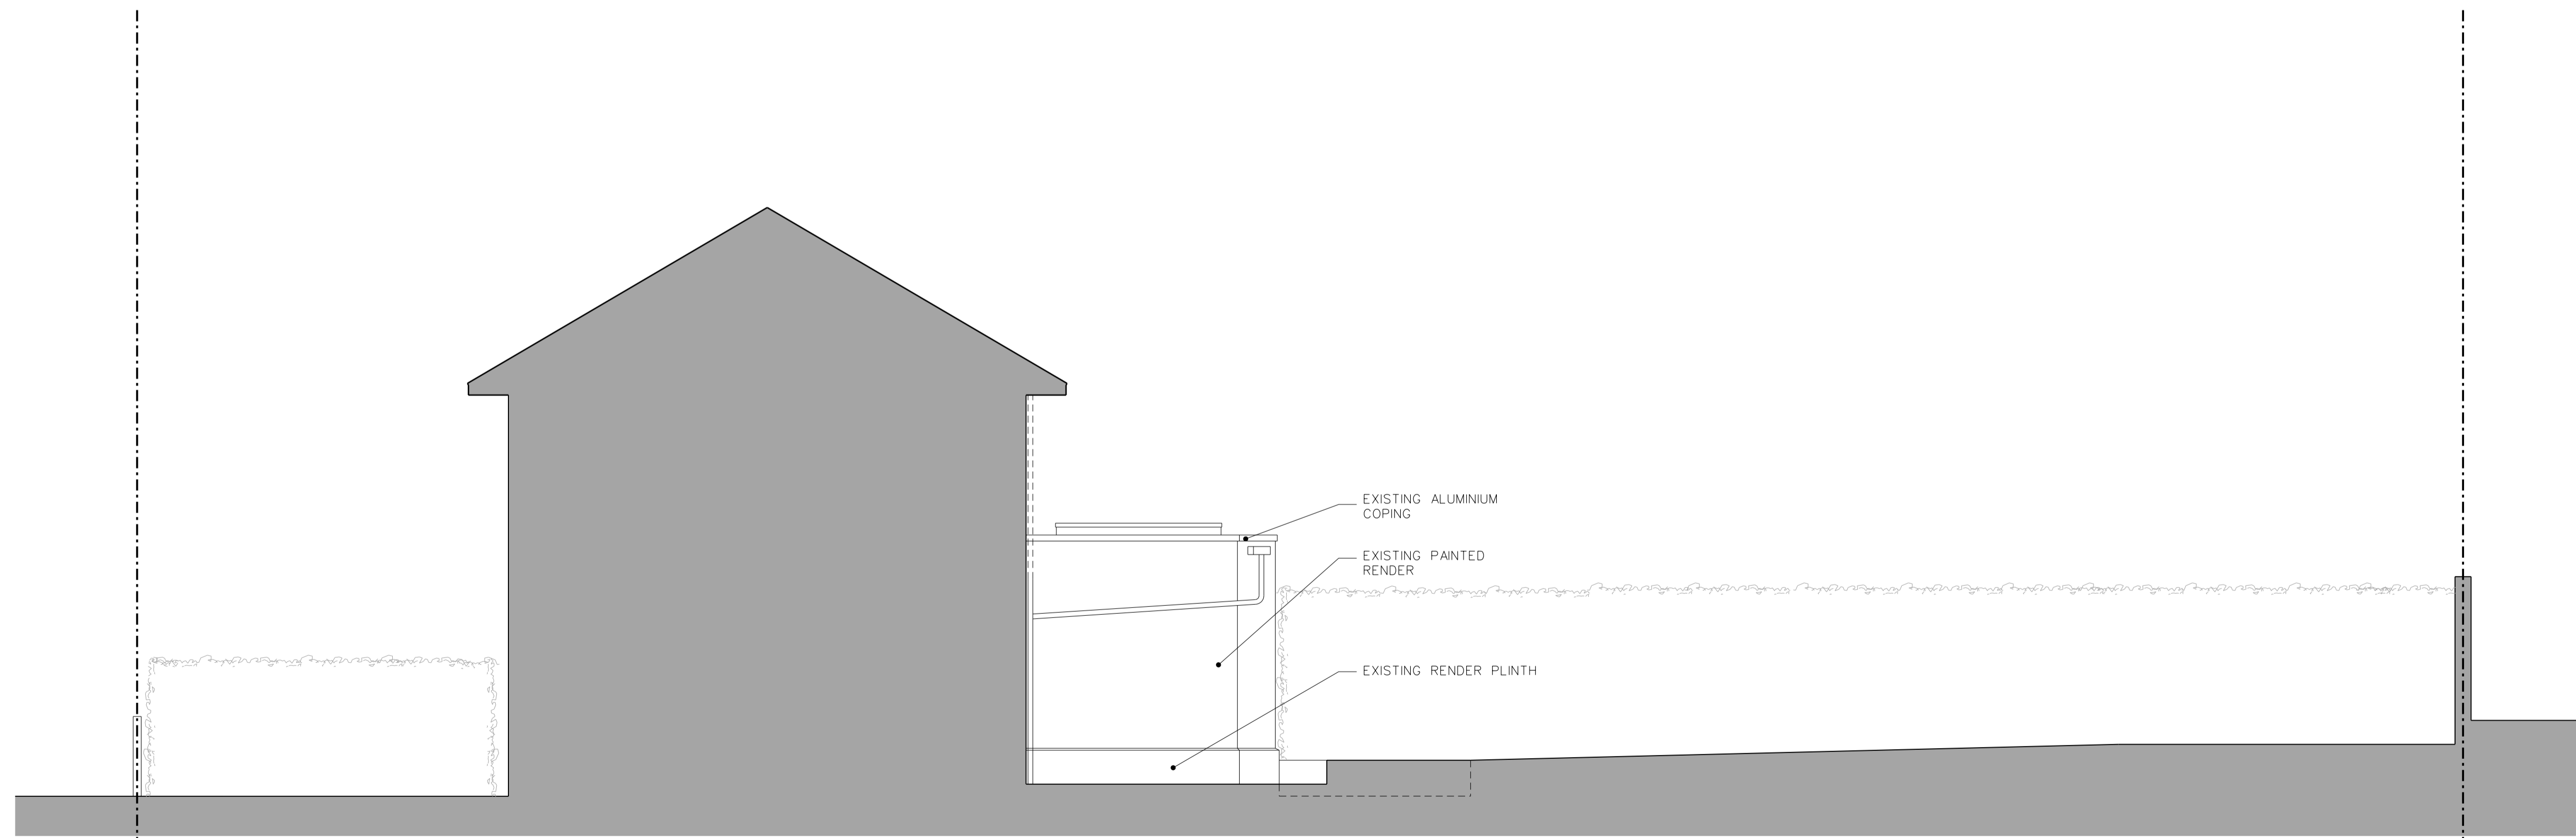 EXISTING ALUMINIUM
COPING
EXISTING PAINTED
RENDER
EXISTING RENDER PLINTH